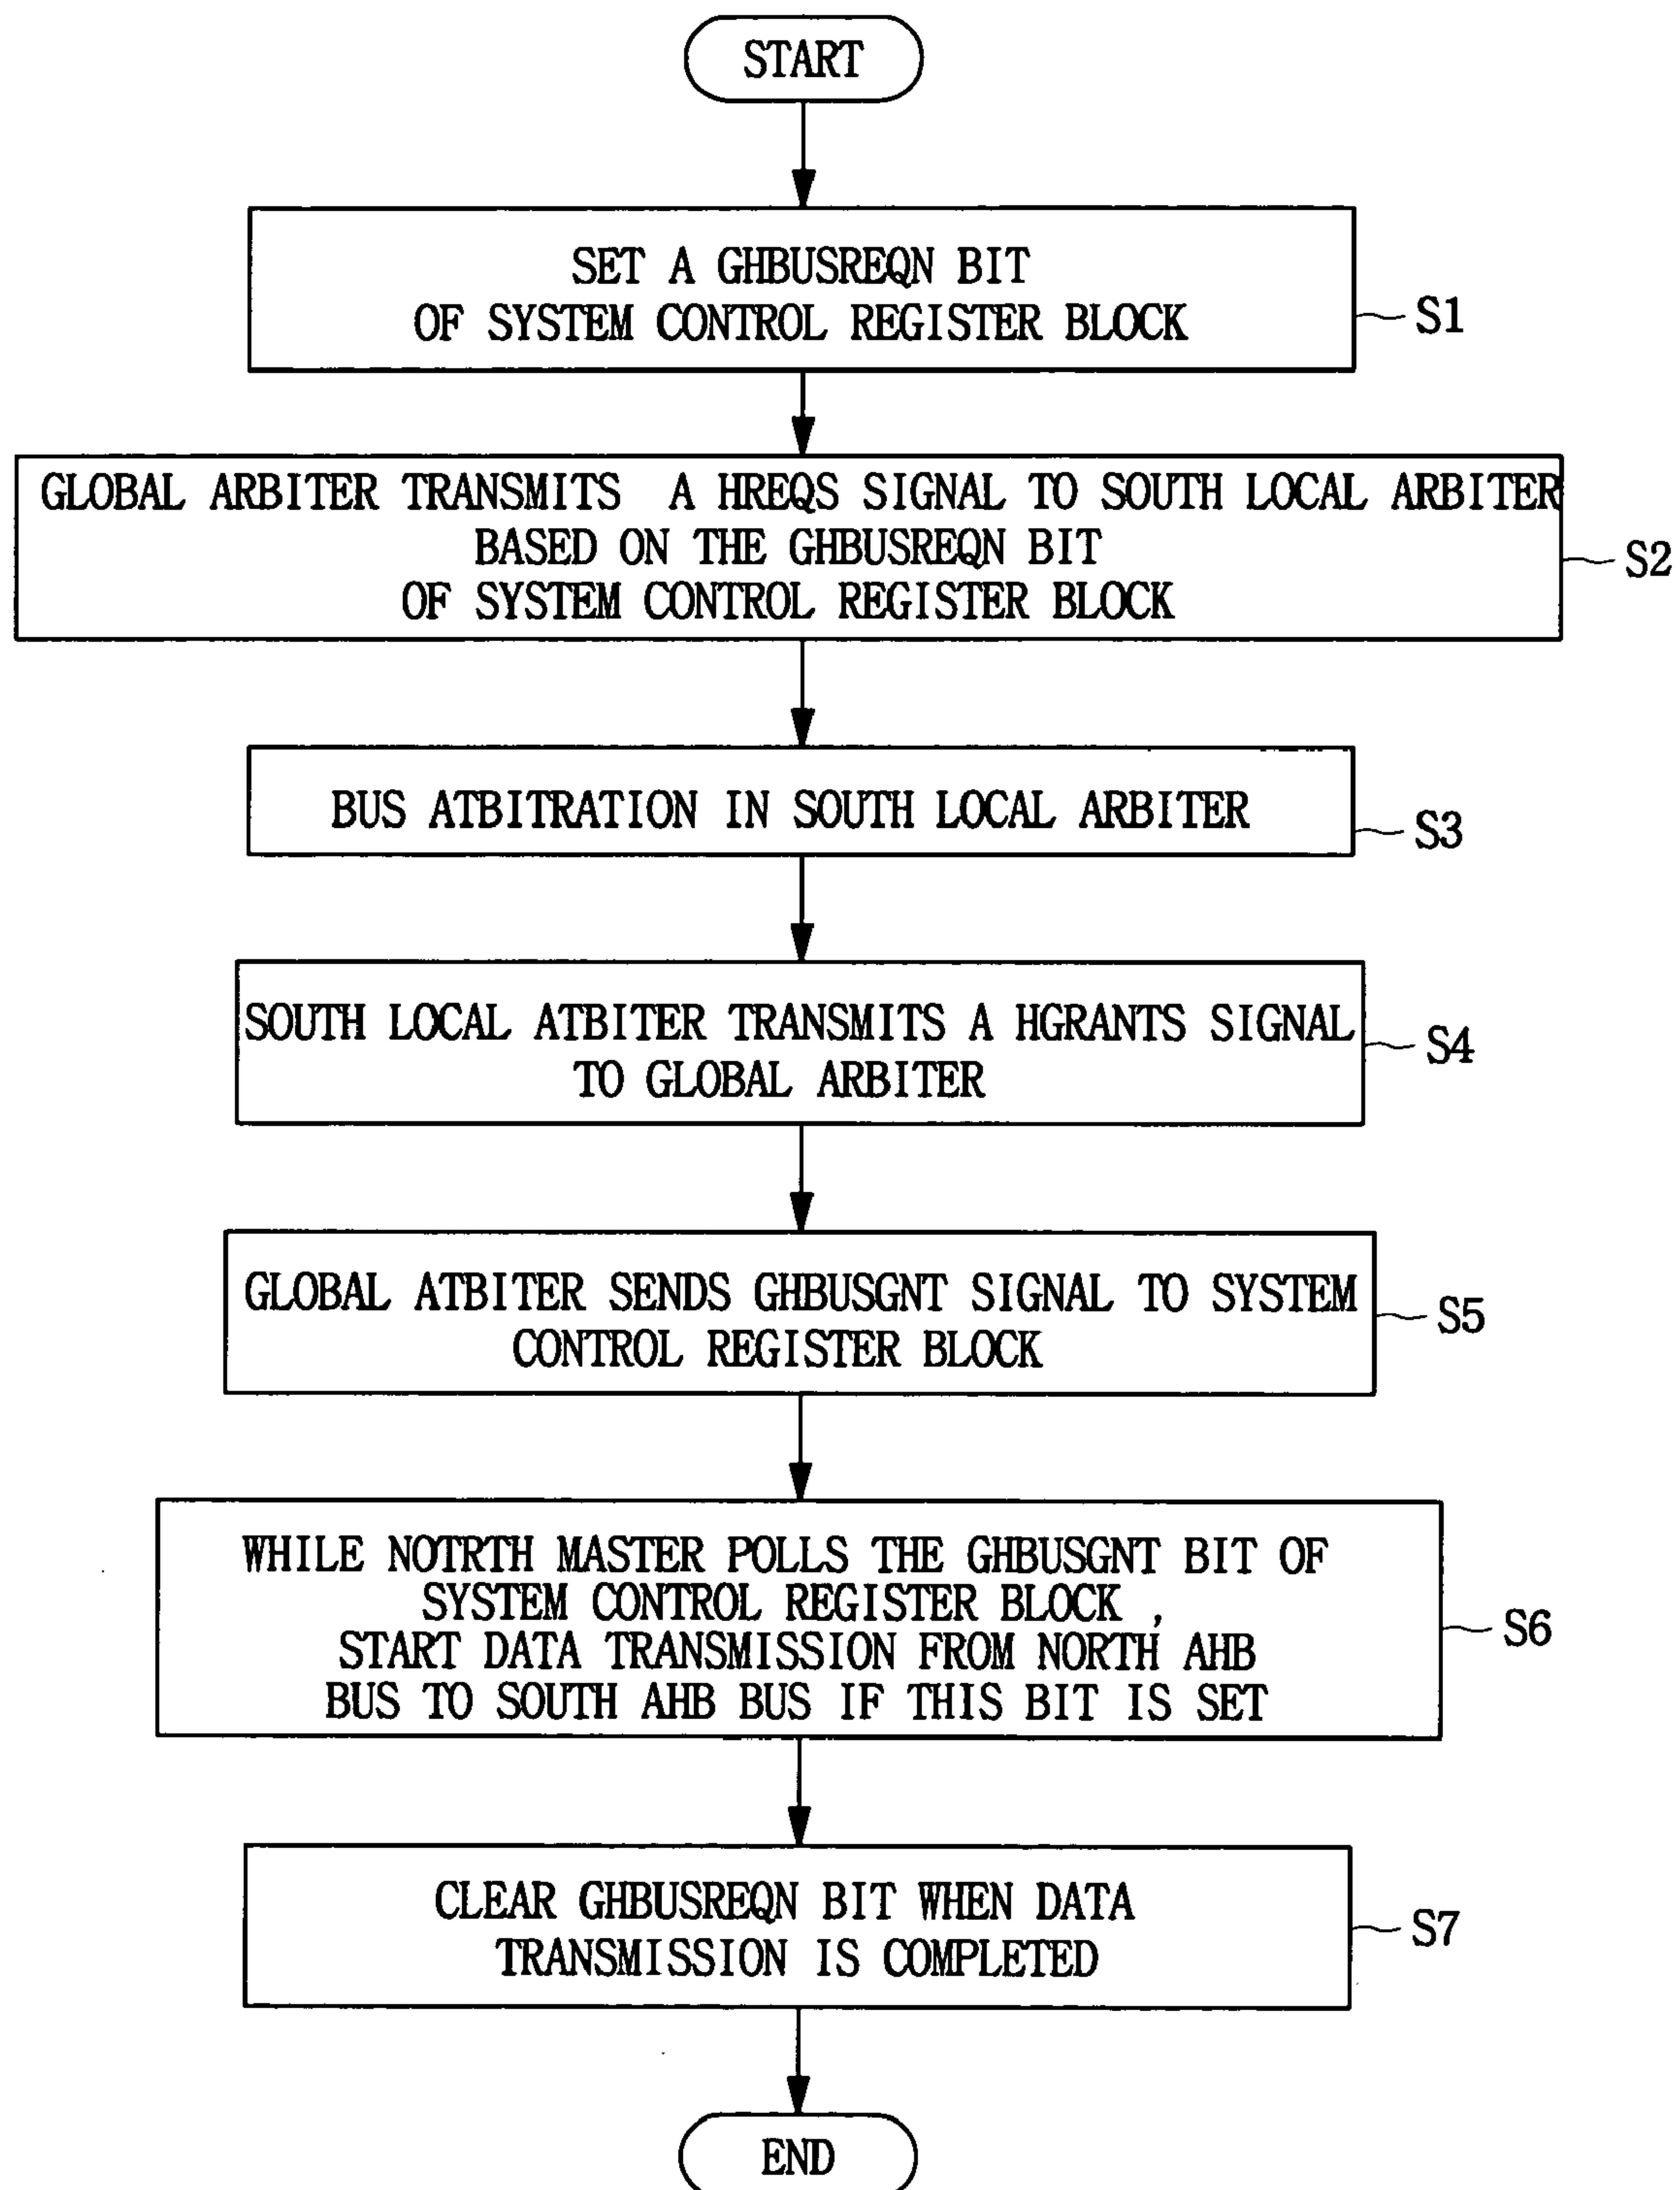 START
SET A GHBUSREQN BIT
OF SYSTEM CONTROL REGISTER BLOCK
S1
GLOBAL ARBITER TRANSMITS A HREQS SIGNAL TO SOUTH LOCAL ARBITER
BASED ON THE GHBUSREQN BIT
OF SYSTEM CONTROL REGISTER BLOCK
S2
BUS ATBITRATION IN SOUTH LOCAL ARBITER
S3
SOUTH LOCAL ATBITER TRANSMITS A HGRANTS SIGNAL
TO GLOBAL ARBITER
S4
GLOBAL ATBITER SENDS GHBUSGNT SIGNAL TO SYSTEM
CONTROL REGISTER BLOCK
S5
WHILE NOTRTH MASTER POLLS THE GHBUSGNT BIT OF
SYSTEM CONTROL REGISTER BLOCK ,
START DATA TRANSMISSION FROM NORTH AHB
BUS TO SOUTH AHB BUS IF THIS BIT IS SET
S6
CLEAR GHBUSREQN BIT WHEN DATA
TRANSMISSION IS COMPLETED
S7
END